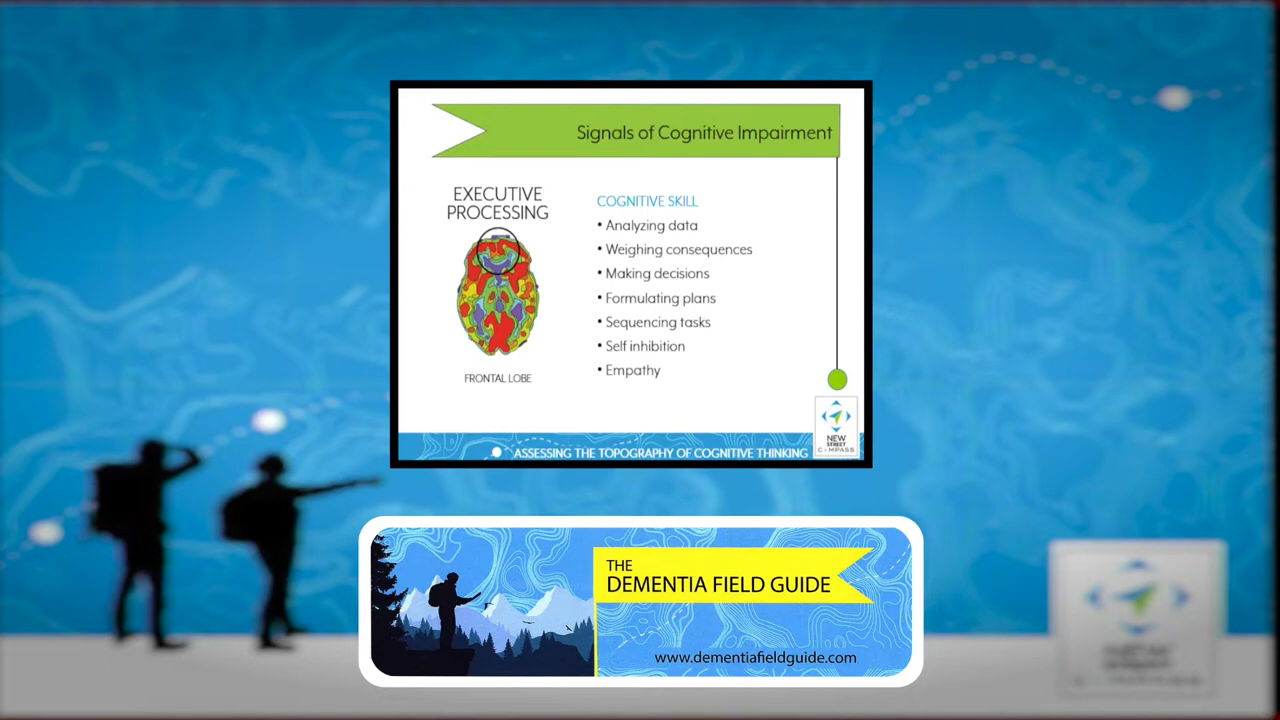 Signals of Cognitive Impairment
EXECUTIVE
PROCESSING
FRONTAL LOBE
COGNITIVE SKILL
• Analyzing data
• Weighing consequences
• Making decisions
• Formulating plans
• Sequencing tasks
• Self inhibition
• Empathy
NEW
STREET
COMPASS
ASSESSING THE TOPOGRAPHY OF COGNITIVE THINKING
THE
DEMENTIA FIELD GUIDE
www.dementiafieldguide.com